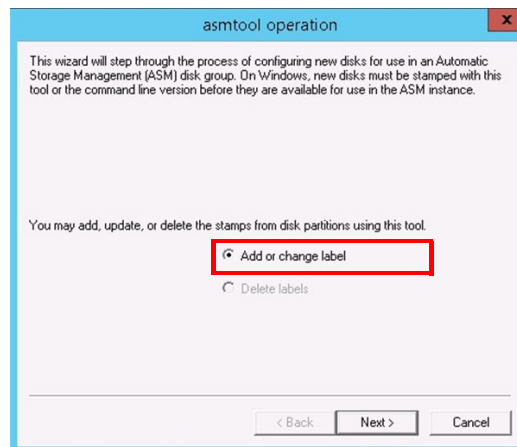 asmtool operation
x
This wizard will step through the process of configuring new disks for use in an Automatic
Storage Management (ASM) disk group. On Windows, new disks must be stamped with this
tool or the command line version before they are available for use in the ASM instance.
You may add, update, or delete the stamps from disk partitions using this tool.
Add or change label
Delete labels
< Back Next > Cancel